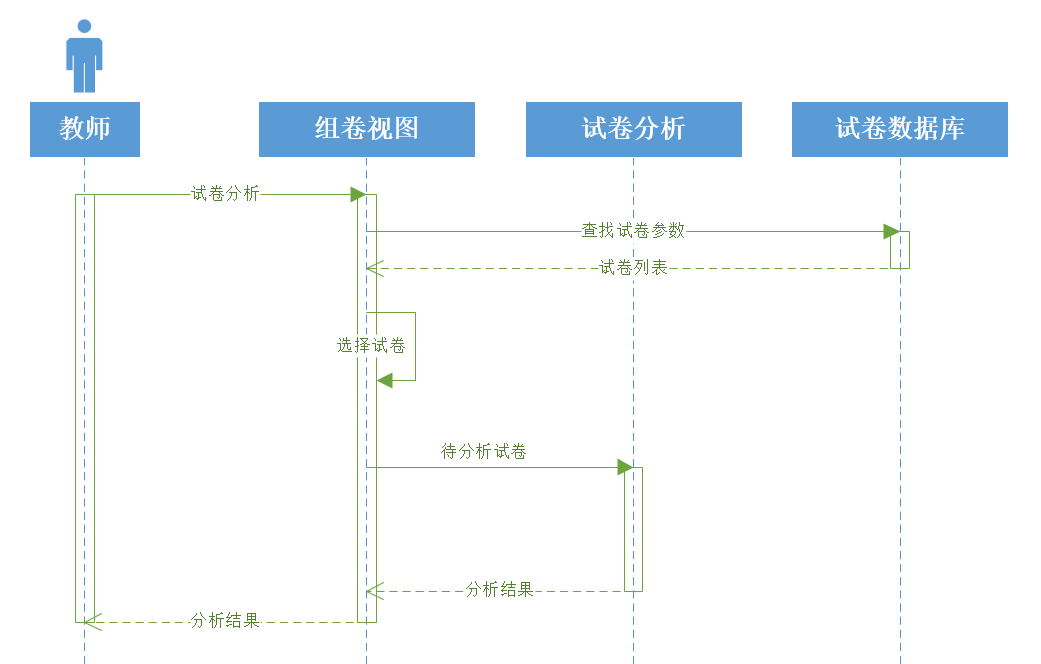 教师
组卷视图
试卷分析
试卷数据库
试卷分析
查找试卷参数
试卷列表
选择试卷
待分析试卷
分析结果
分析结果